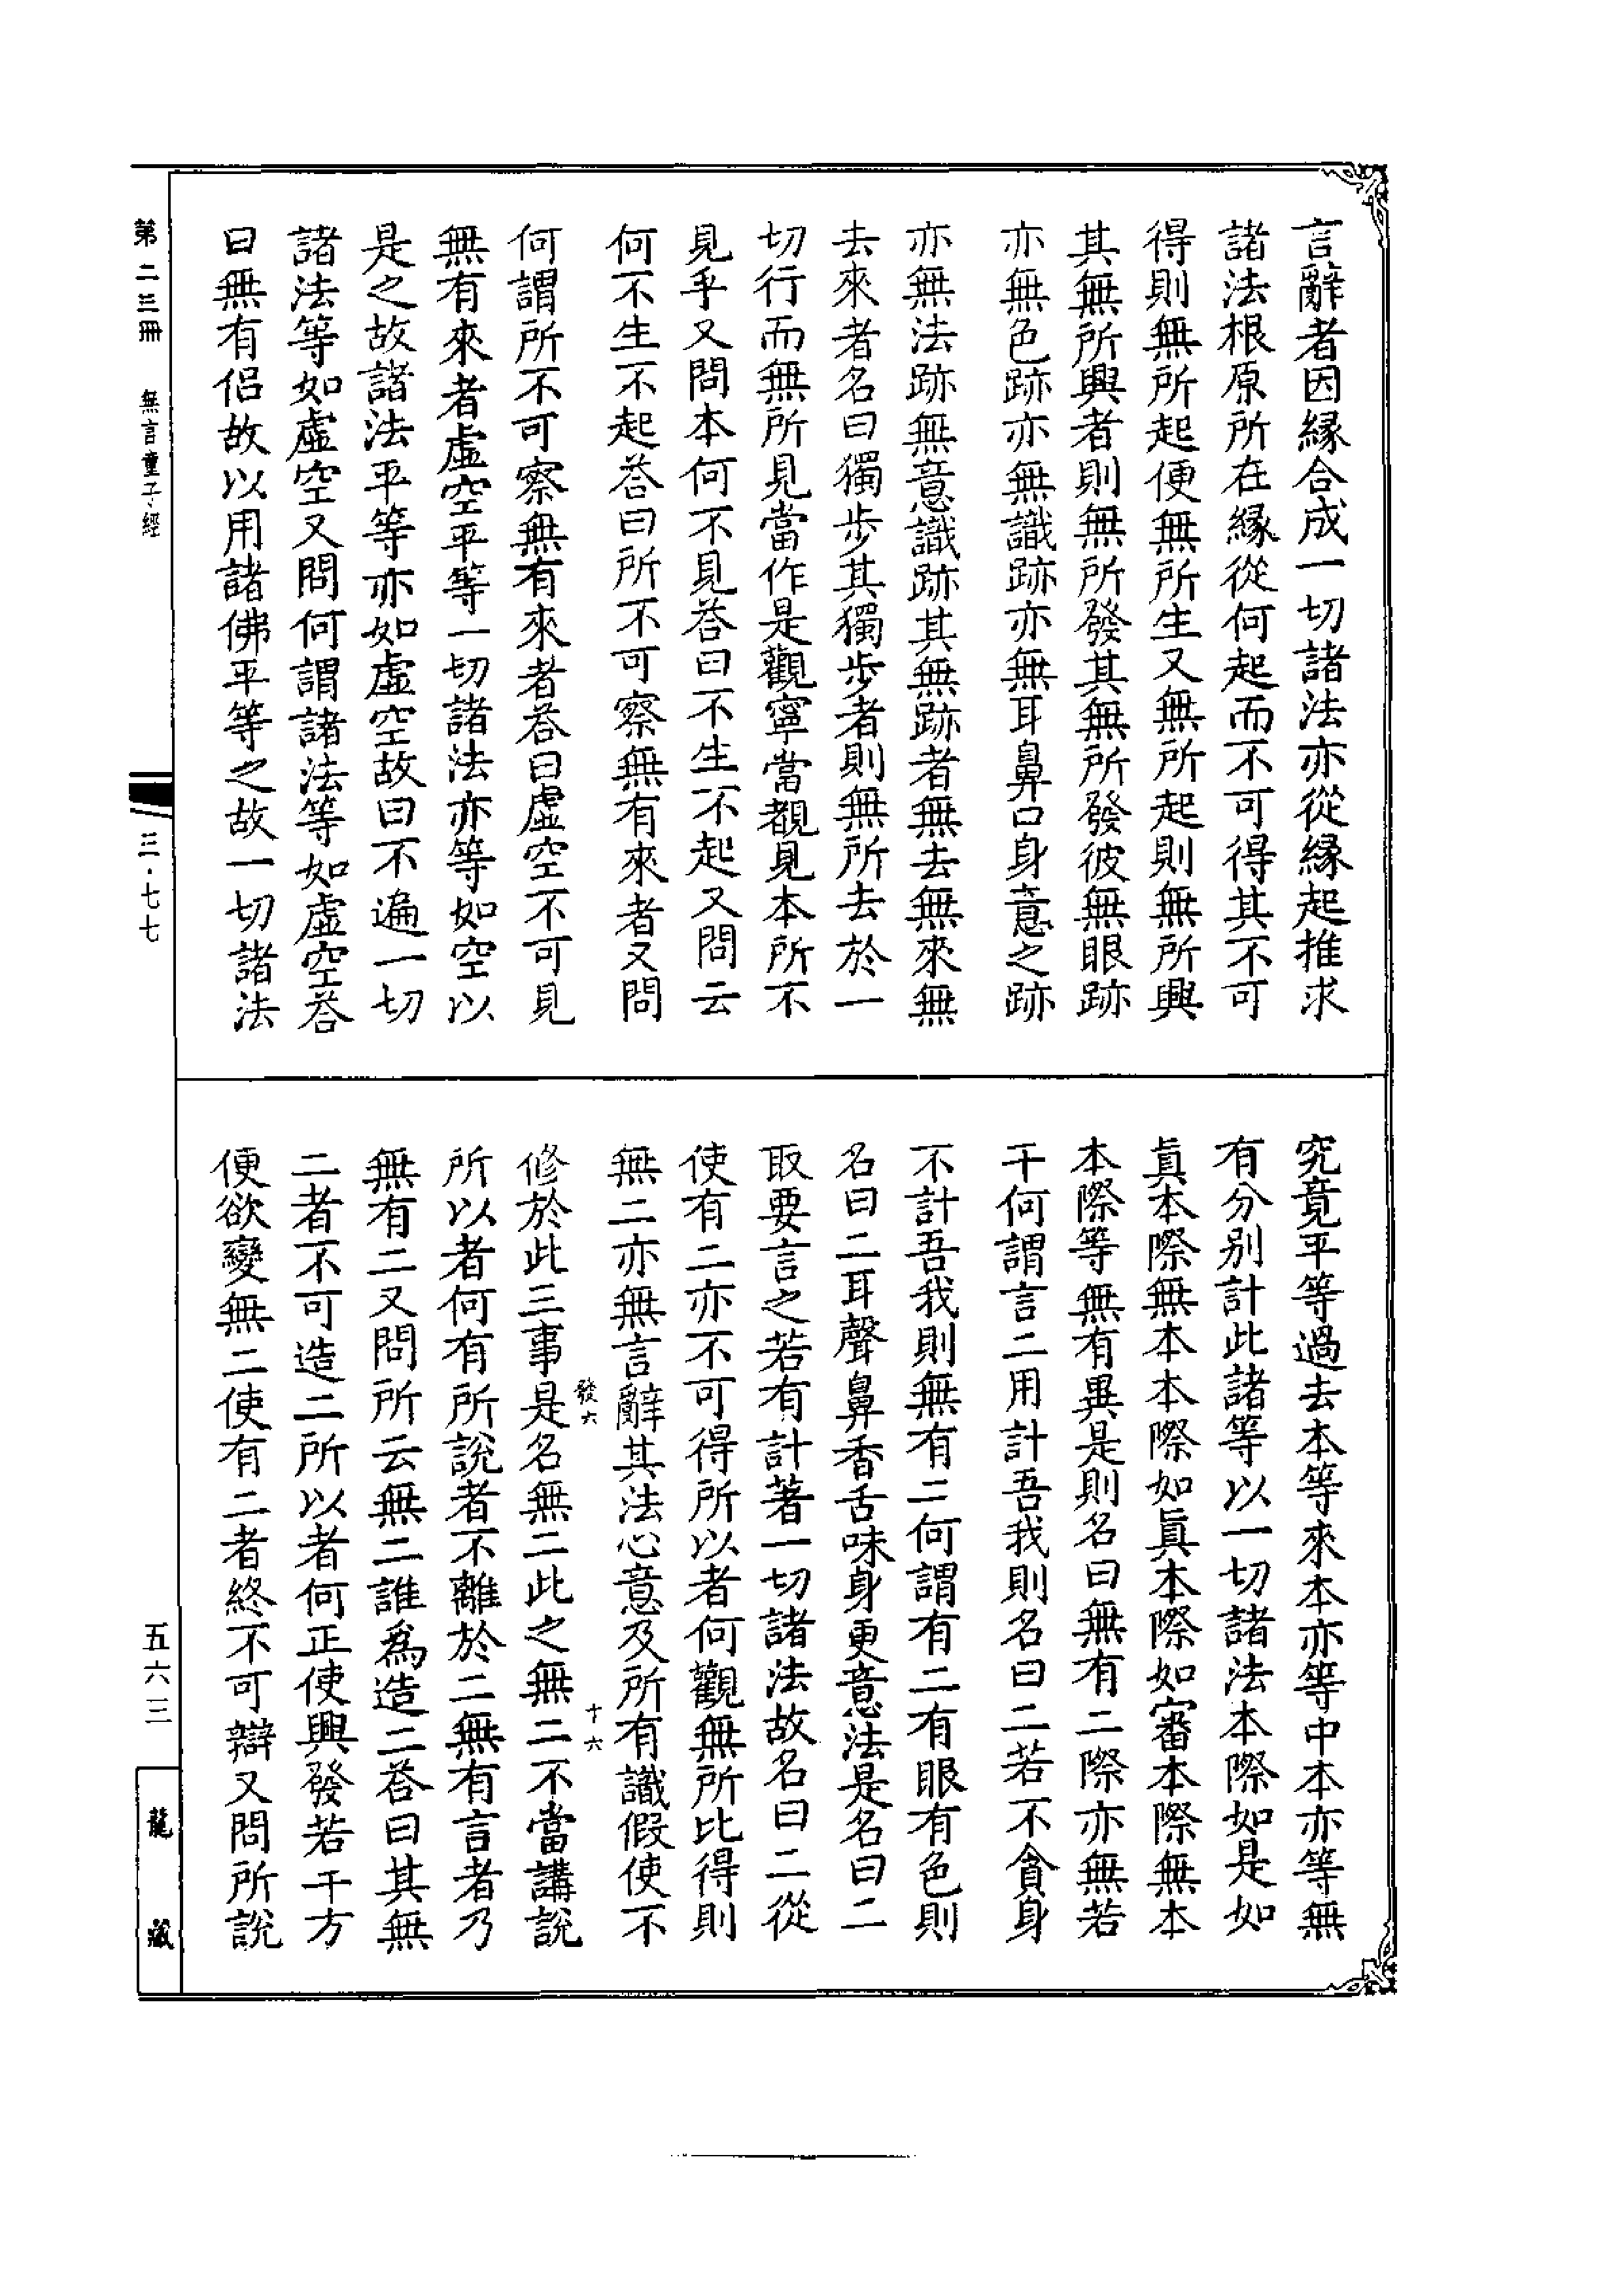 言辭者因緣合成一切諸法亦從緣起推求
諸法根原所在緣從何起而不可得其不可
得則無所起便無所生又無所起則無所興
其無所興者則無所發其無所發彼無眼跡
亦無色跡亦無識跡亦無耳鼻口身意之跡
亦無法跡無意識跡其無跡者無去無來無
去來者名曰獨步其獨步者則無所去於一
切行而無所見當作是觀寧當覩見本所不
見乎又問本何不見荅曰不生不起又問云
何不生不起荅曰所不可察無有來者又問
何謂所不可察無有來者荅曰虛空不可見
無有來者虛空平等一切諸法亦等如空以
是之故諸法平等亦如虛空故曰不遍一切
諸法等如虛空又問何謂諸法等如虛空荅
曰無有侶故以用諸佛平等之故一切諸法
究竟平等過去本等來本亦等中本亦等無
有分別計此諸等以一切諸法本際如是如
眞本際無本本際如眞本際如審本際無本
本際等無有異是則名曰無有二際亦無若
干何謂言二用計吾我則名曰二若不貪身
不計吾我則無有二何謂有二有眼有色則
名曰二耳聲鼻香舌味身更意法是名曰二
取要言之若有計著一切諸法故名曰二從
使有二亦不可得所以者何觀無所比得則
無二亦無言辭其法心意及所有識假使不
發六
十六
修於此三事是名無二此之無二不當講說
所以者何有所說者不離於二無有言者乃
無有二又問所云無二誰爲造二荅曰其無
二者不可造二所以者何正使興發若干方
便欲變無二使有二者終不可辯又問所說
第二三冊
無言童子經
三·七七
五六三
龍藏